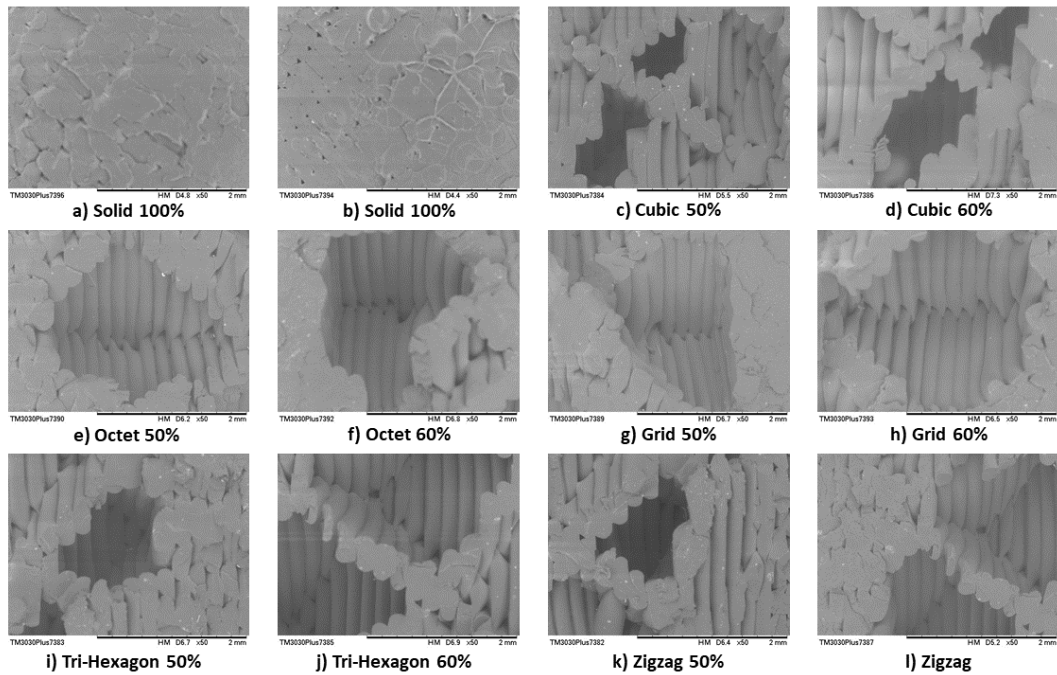 TM3030Plus7396 HM D4.8 x50 2 mm
a) Solid 100%
TM3030Plus7394 HM D4.4 x50 2 mm
b) Solid 100%
TM3030Plus7384 HM D5.5 x50 2 mm
c) Cubic 50%
TM3030Plus7386 HM D7.3 x50 2 mm
d) Cubic 60%
TM3030Plus7390 HM D6.2 x50 2 mm
e) Octet 50%
TM3030Plus7392 HM D6.8 x50 2 mm
f) Octet 60%
TM3030Plus7389 HM D6.7 x50 2 mm
g) Grid 50%
TM3030Plus7393 HM D6.5 x50 2 mm
h) Grid 60%
TM3030Plus7383 HM D6.7 x50 2 mm
i) Tri-Hexagon 50%
TM3030Plus7385 HM D6.9 x50 2 mm
j) Tri-Hexagon 60%
TM3030Plus7382 HM D6.4 x50 2 mm
k) Zigzag 50%
TM3030Plus7387 HM D5.2 x50 2 mm
l) Zigzag